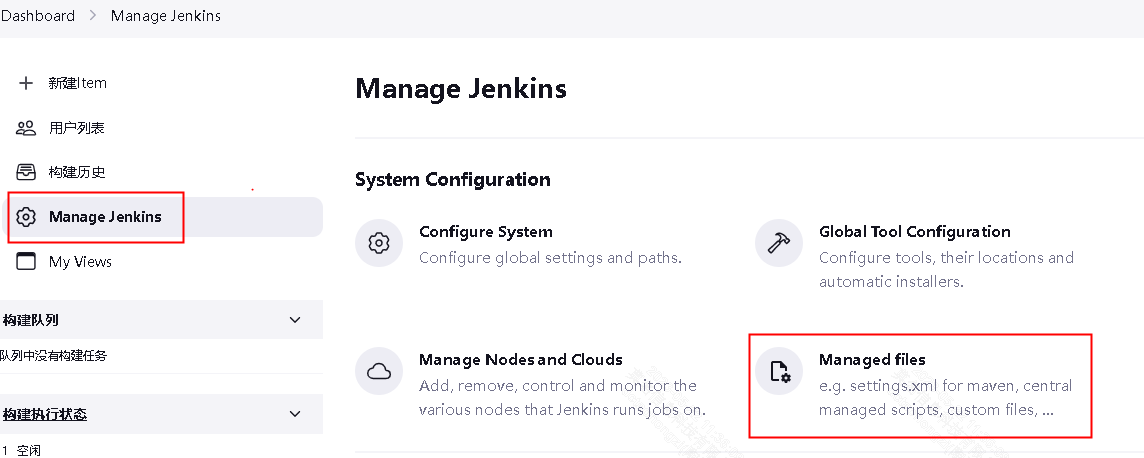 Dashboard > Manage Jenkins
新建Item
用户列表
构建历史
Manage Jenkins
My Views
构建队列
队列中没有构建任务
构建执行状态
1 空闲
Manage Jenkins
System Configuration
Configure System
Configure global settings and paths.
Global Tool Configuration
Configure tools, their locations and
automatic installers.
Manage Nodes and Clouds
Add, remove, control and monitor the
various nodes that Jenkins runs jobs on.
Managed files
e.g. settings.xml for maven, central
managed scripts, custom files, ...